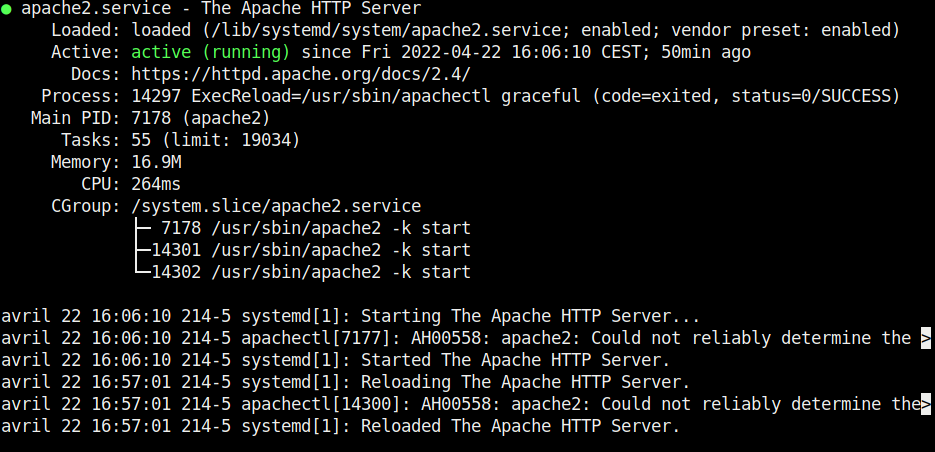 ● apache2.service - The Apache HTTP Server
     Loaded: loaded (/lib/systemd/system/apache2.service; enabled; vendor preset: enabled)
     Active: active (running) since Fri 2022-04-22 16:06:10 CEST; 50min ago
       Docs: https://httpd.apache.org/docs/2.4/
    Process: 14297 ExecReload=/usr/sbin/apachectl graceful (code=exited, status=0/SUCCESS)
   Main PID: 7178 (apache2)
      Tasks: 55 (limit: 19034)
     Memory: 16.9M
        CPU: 264ms
     CGroup: /system.slice/apache2.service
             ├─ 7178 /usr/sbin/apache2 -k start
             ├─14301 /usr/sbin/apache2 -k start
             └─14302 /usr/sbin/apache2 -k start

avril 22 16:06:10 214-5 systemd[1]: Starting The Apache HTTP Server...
avril 22 16:06:10 214-5 apachectl[7177]: AH00558: apache2: Could not reliably determine the >
avril 22 16:06:10 214-5 systemd[1]: Started The Apache HTTP Server.
avril 22 16:57:01 214-5 systemd[1]: Reloading The Apache HTTP Server.
avril 22 16:57:01 214-5 apachectl[14300]: AH00558: apache2: Could not reliably determine the>
avril 22 16:57:01 214-5 systemd[1]: Reloaded The Apache HTTP Server.